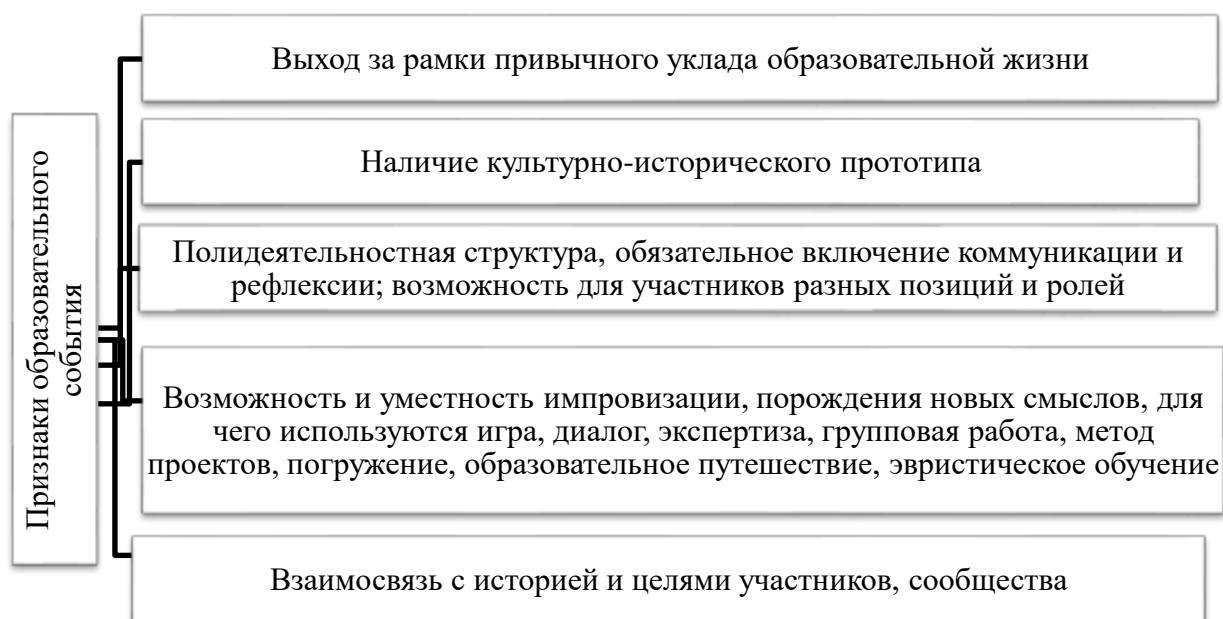 Признаки образовательного
события
Выход за рамки привычного уклада образовательной жизни
Наличие культурно-исторического прототипа
Полидеятельностная структура, обязательное включение коммуникации и
рефлексии; возможность для участников разных позиций и ролей
Возможность и уместность импровизации, порождения новых смыслов, для
чего используются игра, диалог, экспертиза, групповая работа, метод
проектов, погружение, образовательное путешествие, эвристическое обучение
Взаимосвязь с историей и целями участников, сообщества